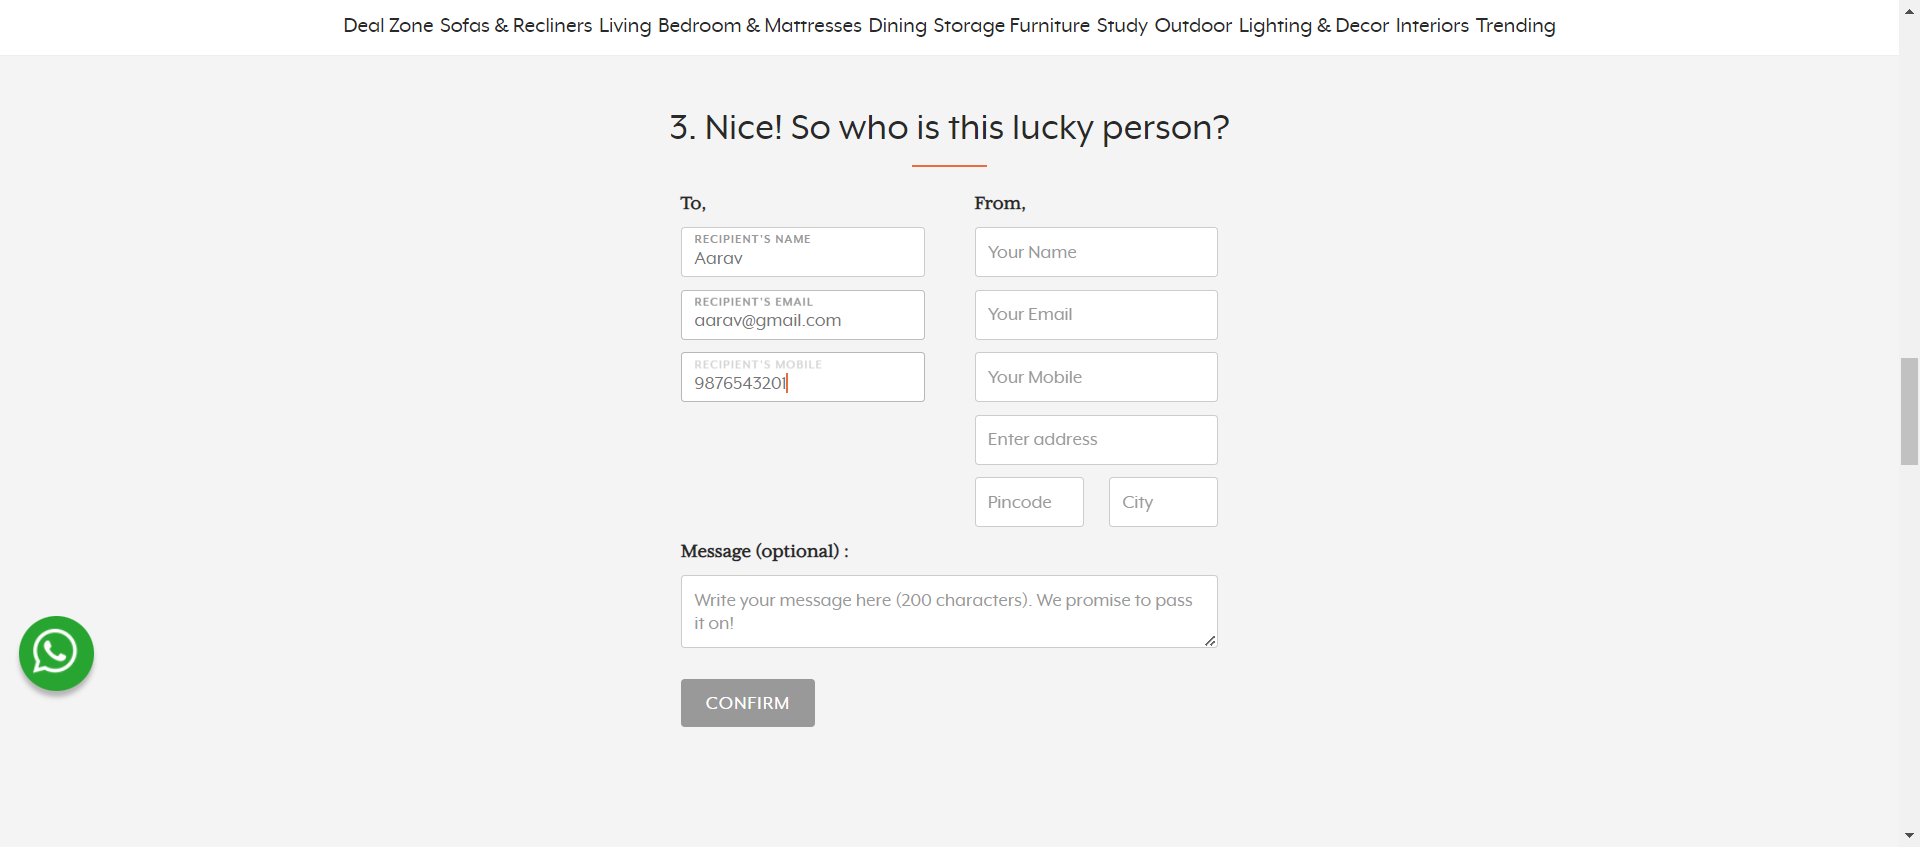 Deal Zone Sofas & Recliners Living Bedroom & Mattresses Dining Storage Furniture Study Outdoor Lighting & Decor Interiors Trending
3. Nice! So who is this lucky person?
To,
RECIPIENT'S NAME
Aarav
RECIPIENT'S EMAIL
aarav@gmail.com
RECIPIENT'S MOBILE
9876543201
From,
Your Name
Your Email
Your Mobile
Enter address
Pincode City
Message (optional) :
Write your message here (200 characters). We promise to pass
it on!
CONFIRM